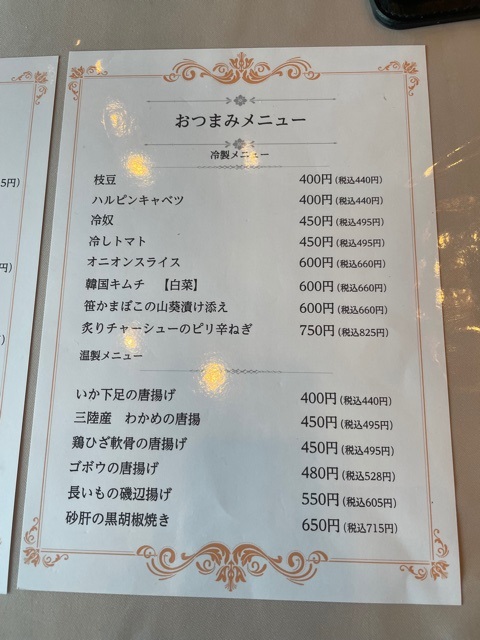 おつまみメニュー
冷製メニュー
枝豆 400円(税込440円)
ハルピンキャベツ 400円(税込440円)
冷奴 450円(税込495円)
冷しトマト 450円(税込495円)
オニオンスライス 600円(税込660円)
韓国キムチ 【白菜】 600円(税込660円)
笹かまぼこの山葵漬け添え 600円(税込660円)
炙りチャーシューのピリ辛ねぎ 750円(税込825円)
温製メニュー
いか下足の唐揚げ 400円(税込440円)
三陸産 わかめの唐揚 450円(税込495円)
鶏ひざ軟骨の唐揚げ 450円(税込495円)
ゴボウの唐揚げ 480円(税込528円)
長いもの磯辺揚げ 550円(税込605円)
砂肝の黒胡椒焼き 650円(税込715円)